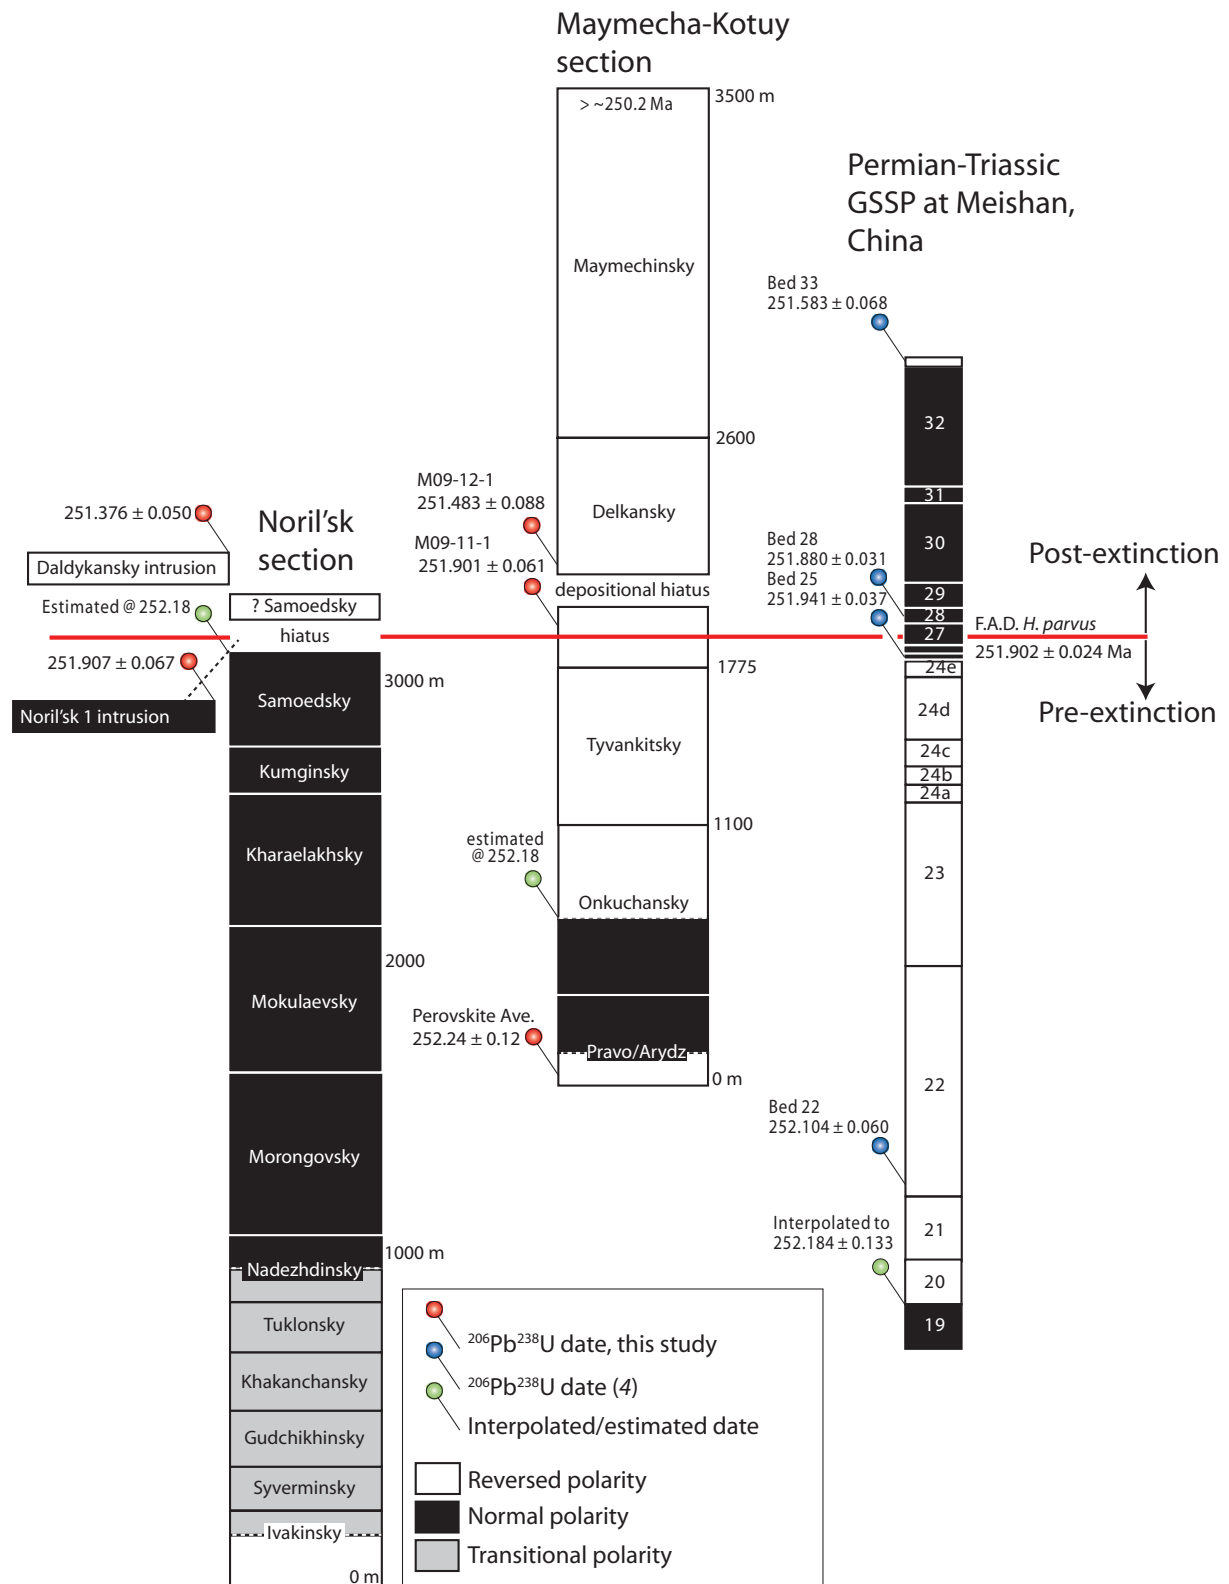 Maymecha-Kotuy
section
> ~250.2 Ma
3500 m
Maymechinsky
2600
M09-12-1
251.483 ± 0.088
Delkansky
M09-11-1
251.901 ± 0.061
depositional hiatus
1775
Tyvankitsky
1100
estimated
@ 252.18
Onkuchansky
Perovskite Ave.
252.24 ± 0.12
Pravo/Arydz
0 m
Permian-Triassic
GSSP at Meishan,
China
Bed 33
251.583 ± 0.068
32
31
30
Bed 28
251.880 ± 0.031
Bed 25
251.941 ± 0.037
29
28
27
24e
24d
24c
24b
24a
23
22
Bed 22
252.104 ± 0.060
21
Interpolated to
252.184 ± 0.133
20
19
Post-extinction
F.A.D. H. parvus
251.902 ± 0.024 Ma
Pre-extinction
Noril'sk
section
251.376 ± 0.050
Daldykansky intrusion
Estimated @ 252.18
? Samoedsky
hiatus
251.907 ± 0.067
Noril'sk 1 intrusion
3000 m
Samoedsky
Kumginsky
Kharaelakhsky
2000
Mokulaevsky
Morongovsky
1000 m
Nadezhdinsky
Tuklonsky
Khakanchansky
Gudchikhinsky
Syverminsky
Ivakinsky
0 m
²⁰⁶Pb²³⁸U date, this study
²⁰⁶Pb²³⁸U date (4)
Interpolated/estimated date
Reversed polarity
Normal polarity
Transitional polarity